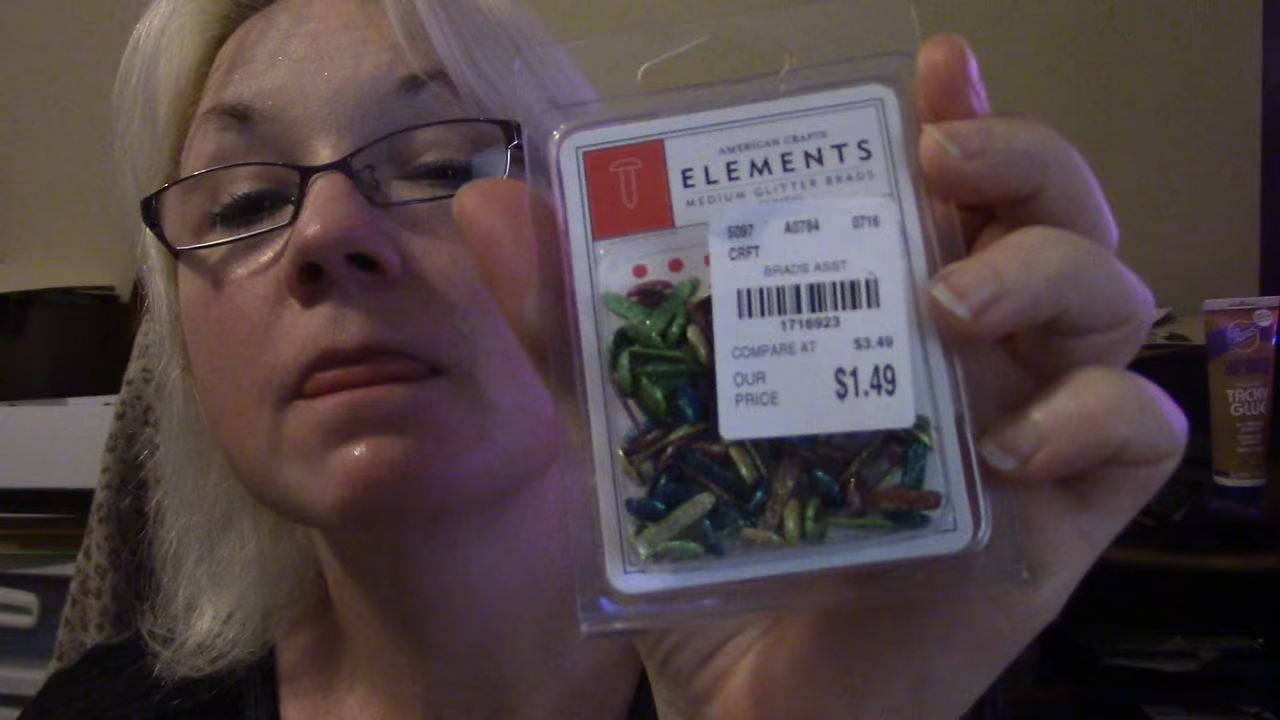 AMERICAN CRAFTS
ELEMENTS
MEDIUM GLITTER BRADS
5097 A0784 0716
CRFT
BRADS ASST
1716923
COMPARE AT $3.49
OUR PRICE $1.49
TACKY
GLUE